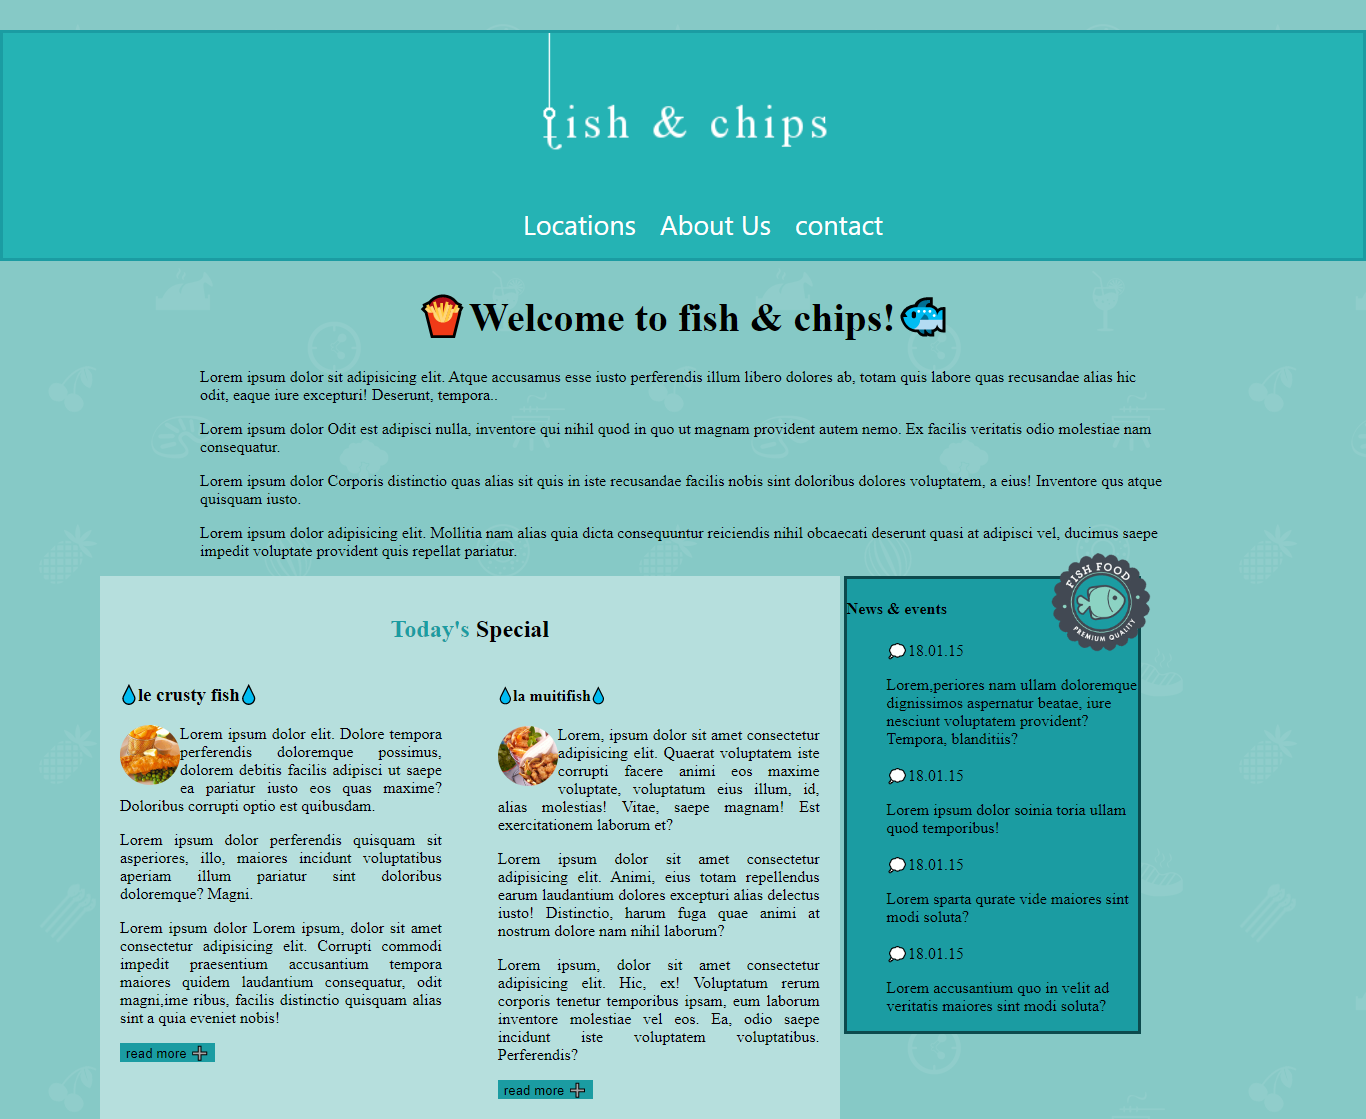 fish & chips
Locations About Us contact
🍟Welcome to fish & chips!🐟
Lorem ipsum dolor sit adipisicing elit. Atque accusamus esse iusto perferendis illum libero dolores ab, totam quis labore quas recusandae alias hic
odit, eaque iure excepturi! Deserunt, tempora..
Lorem ipsum dolor Odit est adipisci nulla, inventore qui nihil quod in quo ut magnam provident autem nemo. Ex facilis veritatis odio molestiae nam
consequatur.
Lorem ipsum dolor Corporis distinctio quas alias sit quis in iste recusandae facilis nobis sint doloribus dolores voluptatem, a eius! Inventore qus atque
quisquam iusto.
Lorem ipsum dolor adipisicing elit. Mollitia nam alias quia dicta consequuntur reiciendis nihil obcaecati deserunt quasi at adipisci vel, ducimus saepe
impedit voluptate provident quis repellat pariatur.
Today's Special
💧le crusty fish💧
Lorem ipsum dolor elit. Dolore tempora
perferendis doloremque possimus,
dolorem debitis facilis adipisci ut saepe
ea pariatur iusto eos quas maxime?
Doloribus corrupti optio est quibusdam.
Lorem ipsum dolor perferendis quisquam sit
asperiores, illo, maiores incidunt voluptatibus
aperiam illum pariatur sint doloribus
doloremque? Magni.
Lorem ipsum dolor Lorem ipsum, dolor sit amet
consectetur adipisicing elit. Corrupti commodi
impedit praesentium accusantium tempora
maiores quidem laudantium consequatur, odit
magni,ime ribus, facilis distinctio quisquam alias
sint a quia eveniet nobis!
read more ➕
💧la muitifish💧
Lorem, ipsum dolor sit amet consectetur
adipisicing elit. Quaerat voluptatem iste
corrupti facere animi eos maxime
voluptate, voluptatum eius illum, id,
alias molestias! Vitae, saepe magnam! Est
exercitationem laborum et?
Lorem ipsum dolor sit amet consectetur
adipisicing elit. Animi, eius totam repellendus
earum laudantium dolores excepturi alias delectus
iusto! Distinctio, harum fuga quae animi at
nostrum dolore nam nihil laborum?
Lorem ipsum, dolor sit amet consectetur
adipisicing elit. Hic, ex! Voluptatum rerum
corporis tenetur temporibus ipsam, eum laborum
inventore molestiae vel eos. Ea, odio saepe
incidunt iste voluptatem voluptatibus.
Perferendis?
read more ➕
FISH FOOD
PREMIUM QUALITY
News & events
💭18.01.15
Lorem,periores nam ullam doloremque
dignissimos aspernatur beatae, iure
nesciunt voluptatem provident?
Tempora, blanditiis?
💭18.01.15
Lorem ipsum dolor soinia toria ullam
quod temporibus!
💭18.01.15
Lorem sparta qurate vide maiores sint
modi soluta?
💭18.01.15
Lorem accusantium quo in velit ad
veritatis maiores sint modi soluta?